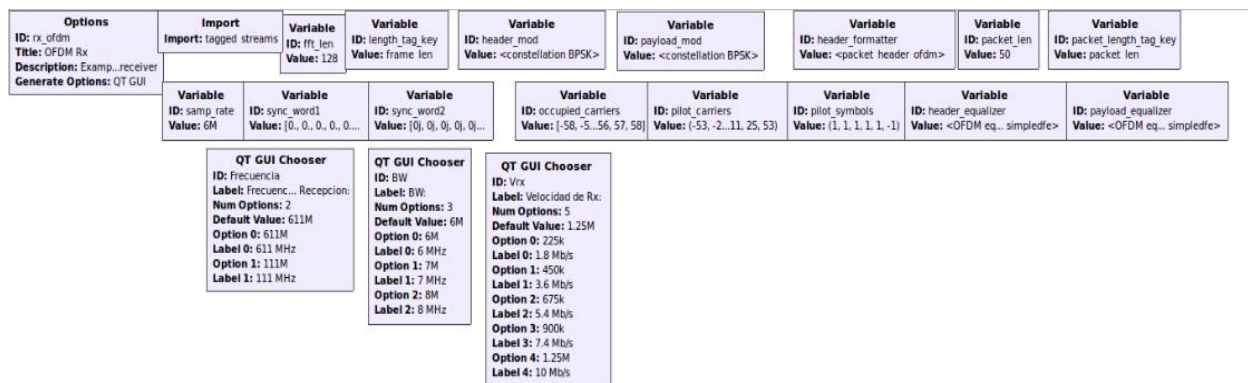 Options
ID: rx_ofdm
Title: OFDM Rx
Description: Examp...receiver
Generate Options: QT GUI
Import
Import: tagged streams
Variable
ID: fft_len
Value: 128
Variable
ID: length_tag_key
Value: frame len
Variable
ID: header_mod
Value: <constellation BPSK>
Variable
ID: payload_mod
Value: <constellation BPSK>
Variable
ID: header_formatter
Value: <packet header ofdm>
Variable
ID: packet_len
Value: 50
Variable
ID: packet_length_tag_key
Value: packet len
Variable
ID: samp_rate
Value: 6M
Variable
ID: sync_word1
Value: [0., 0., 0., 0., 0....
Variable
ID: sync_word2
Value: [0j, 0j, 0j, 0j, 0j...
Variable
ID: occupied_carriers
Value: [-58, -5...56, 57, 58]
Variable
ID: pilot_carriers
Value: (-53, -2...11, 25, 53)
Variable
ID: pilot_symbols
Value: (1, 1, 1, 1, 1, -1)
Variable
ID: header_equalizer
Value: <OFDM eq... simpledfe>
Variable
ID: payload_equalizer
Value: <OFDM eq... simpledfe>
QT GUI Chooser
ID: Frecuencia
Label: Frecuenc... Recepcion:
Num Options: 2
Default Value: 611M
Option 0: 611M
Label 0: 611 MHz
Option 1: 111M
Label 1: 111 MHz
QT GUI Chooser
ID: BW
Label: BW:
Num Options: 3
Default Value: 6M
Option 0: 6M
Label 0: 6 MHz
Option 1: 7M
Label 1: 7 MHz
Option 2: 8M
Label 2: 8 MHz
QT GUI Chooser
ID: Vrx
Label: Velocidad de Rx:
Num Options: 5
Default Value: 1.25M
Option 0: 225k
Label 0: 1.8 Mb/s
Option 1: 450k
Label 1: 3.6 Mb/s
Option 2: 675k
Label 2: 5.4 Mb/s
Option 3: 900k
Label 3: 7.4 Mb/s
Option 4: 1.25M
Label 4: 10 Mb/s